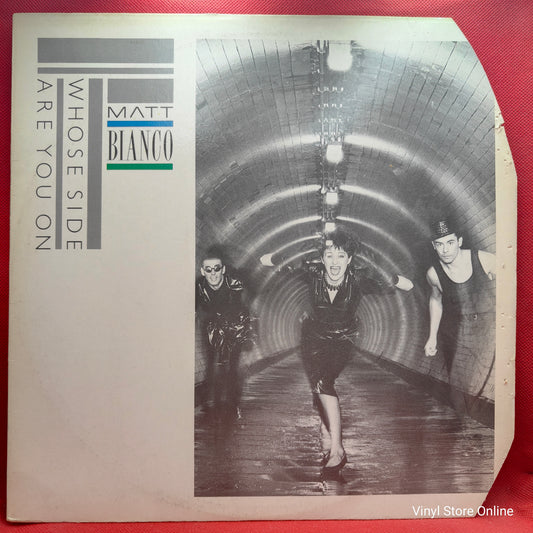 WHOSE SIDE
ARE YOU ON
MATT
BIANCO
Vinyl Store Online